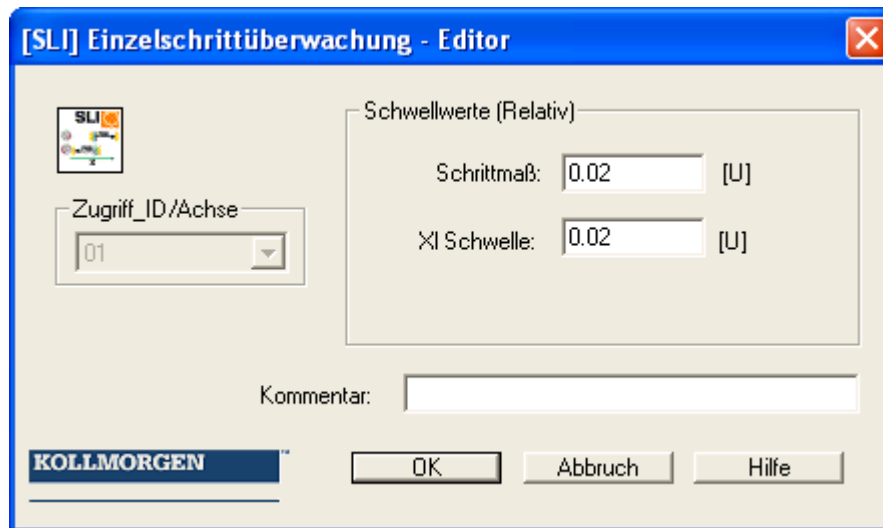 [SLI] Einzelschrittüberwachung - Editor
SLI
Schwellwerte (Relativ)
Schrittmaß: 0.02 [U]
Zugriff_ID/Achse
01
XI Schwelle: 0.02 [U]
Kommentar:
KOLLMORGEN
OK Abbruch Hilfe